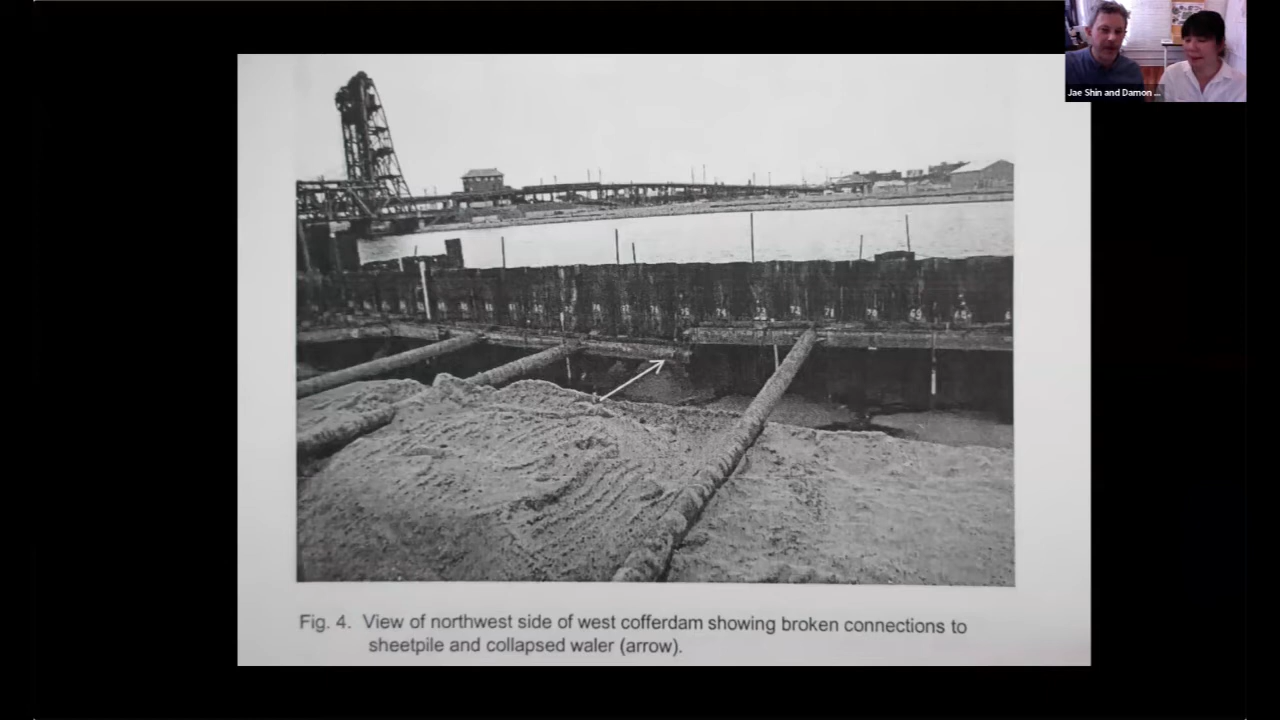 Jae Shin and Damon ...
Fig. 4. View of northwest side of west cofferdam showing broken connections to
sheetpile and collapsed waler (arrow).